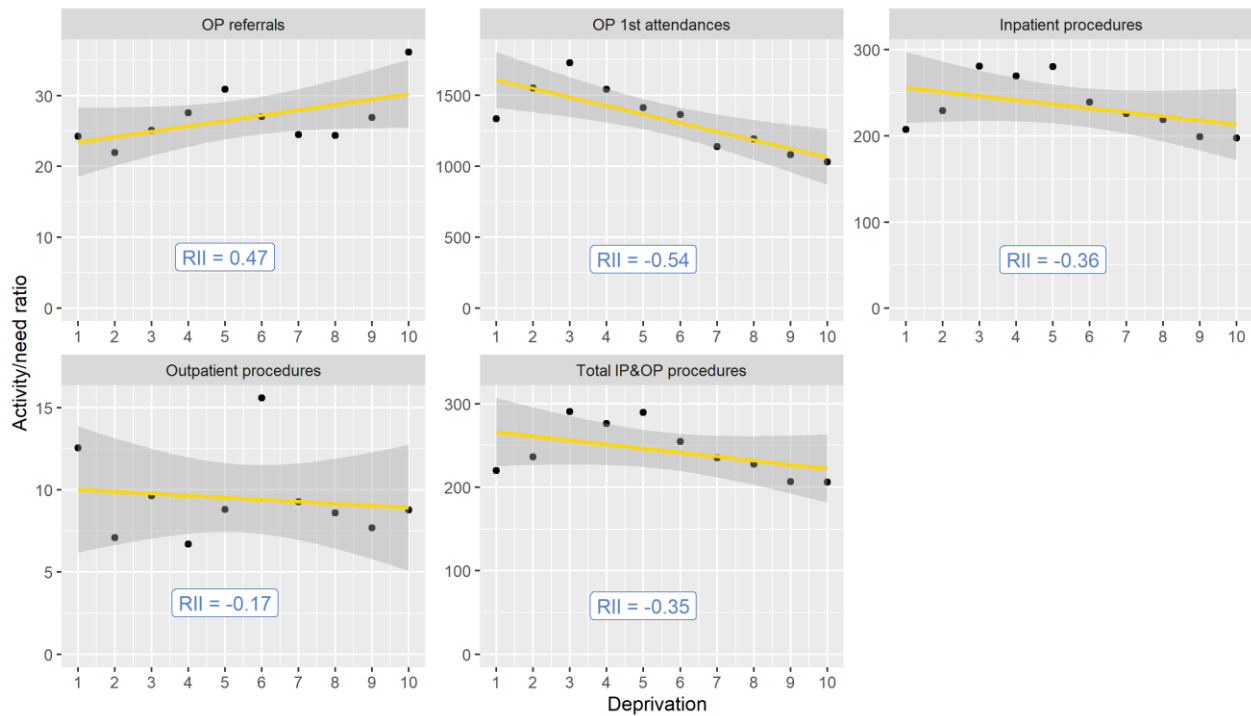 OP referrals
OP 1st attendances
Inpatient procedures
30
20
10
0
RII = 0.47
1 2 3 4 5 6 7 8 9 10
1500
1000
500
0
RII = -0.54
1 2 3 4 5 6 7 8 9 10
300
200
100
0
RII = -0.36
1 2 3 4 5 6 7 8 9 10
Activity/need ratio
Outpatient procedures
Total IP&OP procedures
15
10
5
0
RII = -0.17
1 2 3 4 5 6 7 8 9 10
300
200
100
0
RII = -0.35
1 2 3 4 5 6 7 8 9 10
Deprivation